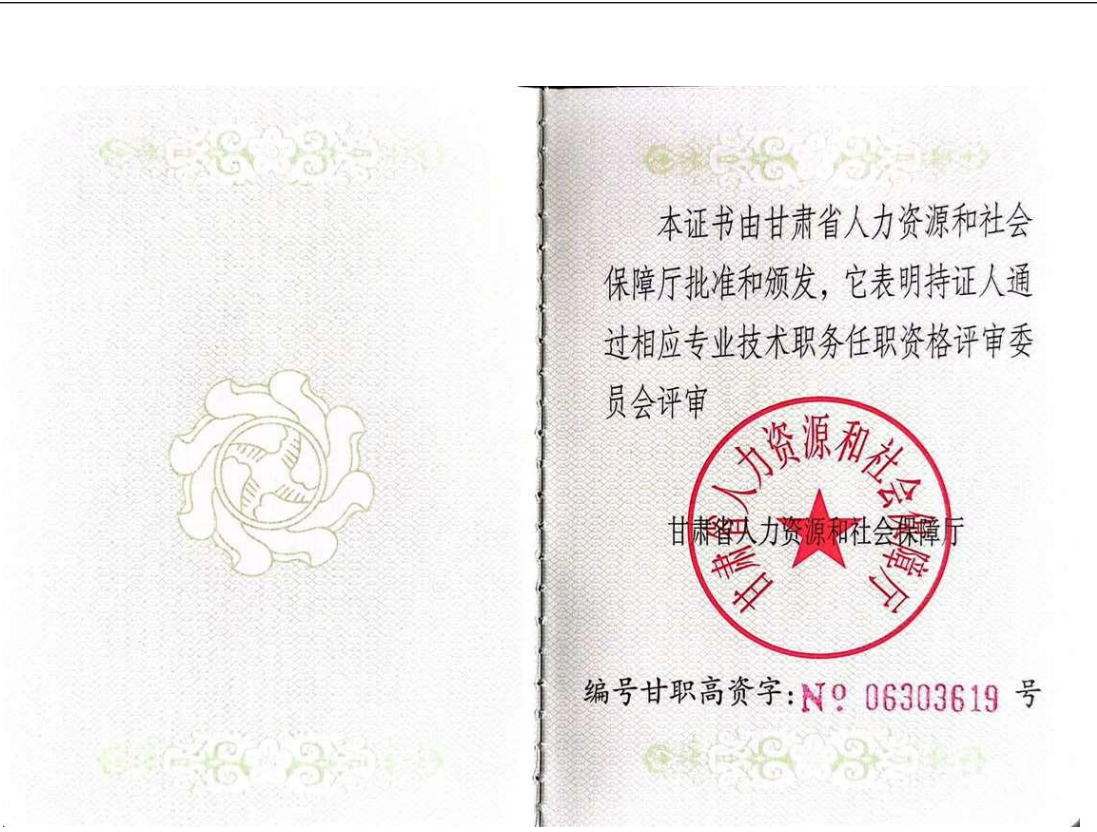 本证书由甘肃省人力资源和社会
保障厅批准和颁发，它表明持证人通
过相应专业技术职务任职资格评审委
员会评审
甘肃省人力资源和社会保障厅
甘肃省人力资源和社会保障厅
编号甘职高资字:Nº 06303619 号